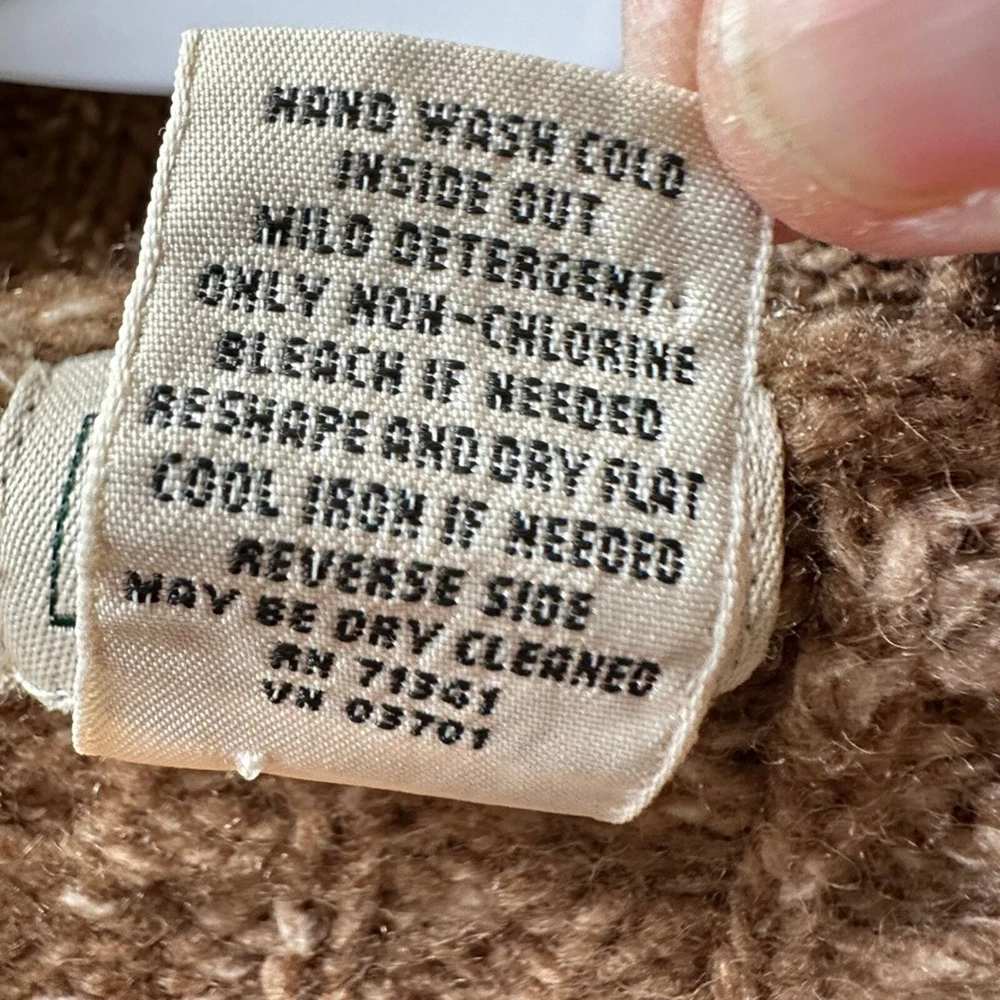 HAND WASH COLD
INSIDE OUT
MILD DETERGENT.
ONLY NON-CHLORINE
BLEACH IF NEEDED
RESHAPE AND DRY FLAT
COOL IRON IF NEEDED
REVERSE SIDE
MAY BE DRY CLEANED
RN 71341
VN 03701